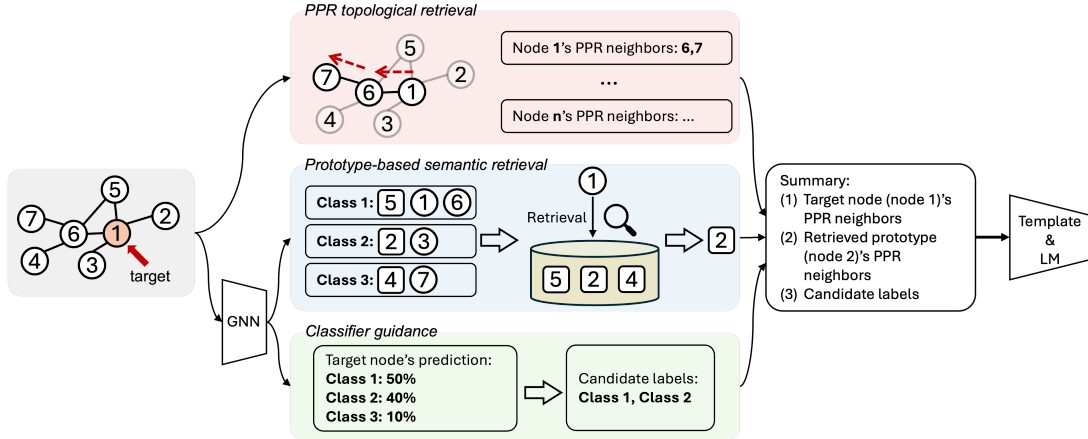 PPR topological retrieval
5
7
2
6
1
4
3
Node 1's PPR neighbors: 6,7
...
Node n's PPR neighbors: ...
5
7
2
6
1
4
3
target
GNN
Prototype-based semantic retrieval
Class 1: 5 1 6
Class 2: 2 3
Class 3: 4 7
1
Retrieval
5 2 4
2
Classifier guidance
Target node's prediction:
Class 1: 50%
Class 2: 40%
Class 3: 10%
Candidate labels:
Class 1, Class 2
Summary:
(1) Target node (node 1)'s
PPR neighbors
(2) Retrieved prototype
(node 2)'s PPR
neighbors
(3) Candidate labels
Template
&
LM